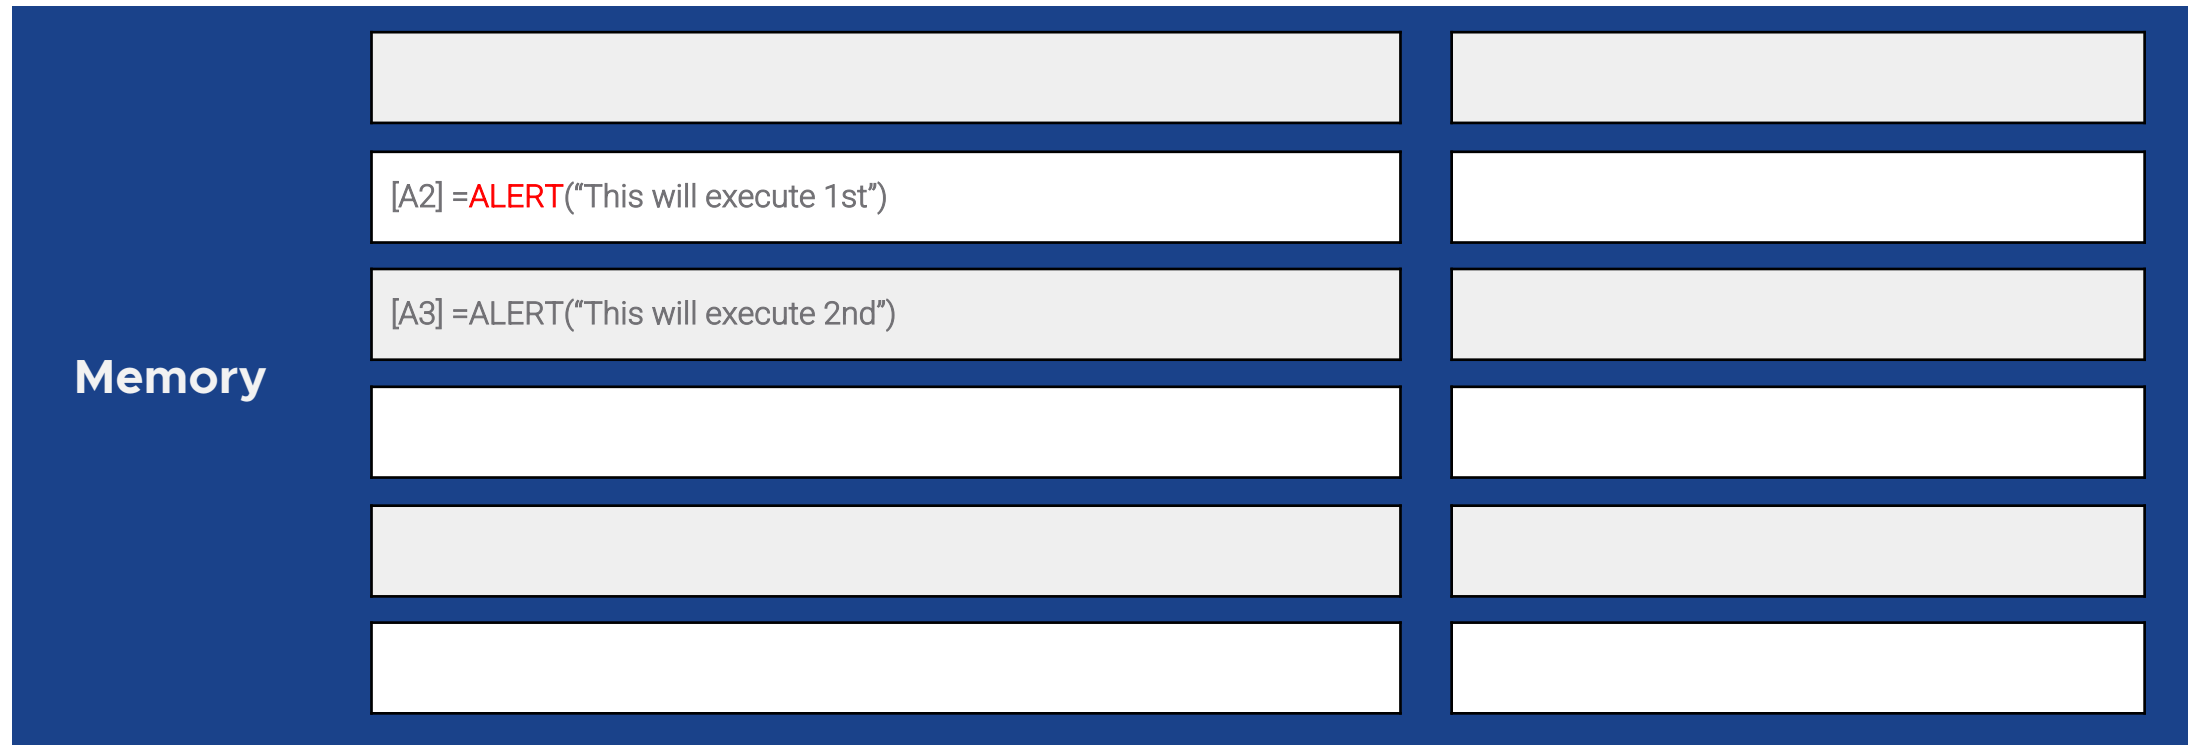 [A2] =ALERT(“This will execute 1st”)
[A3] =ALERT(“This will execute 2nd”)
Memory